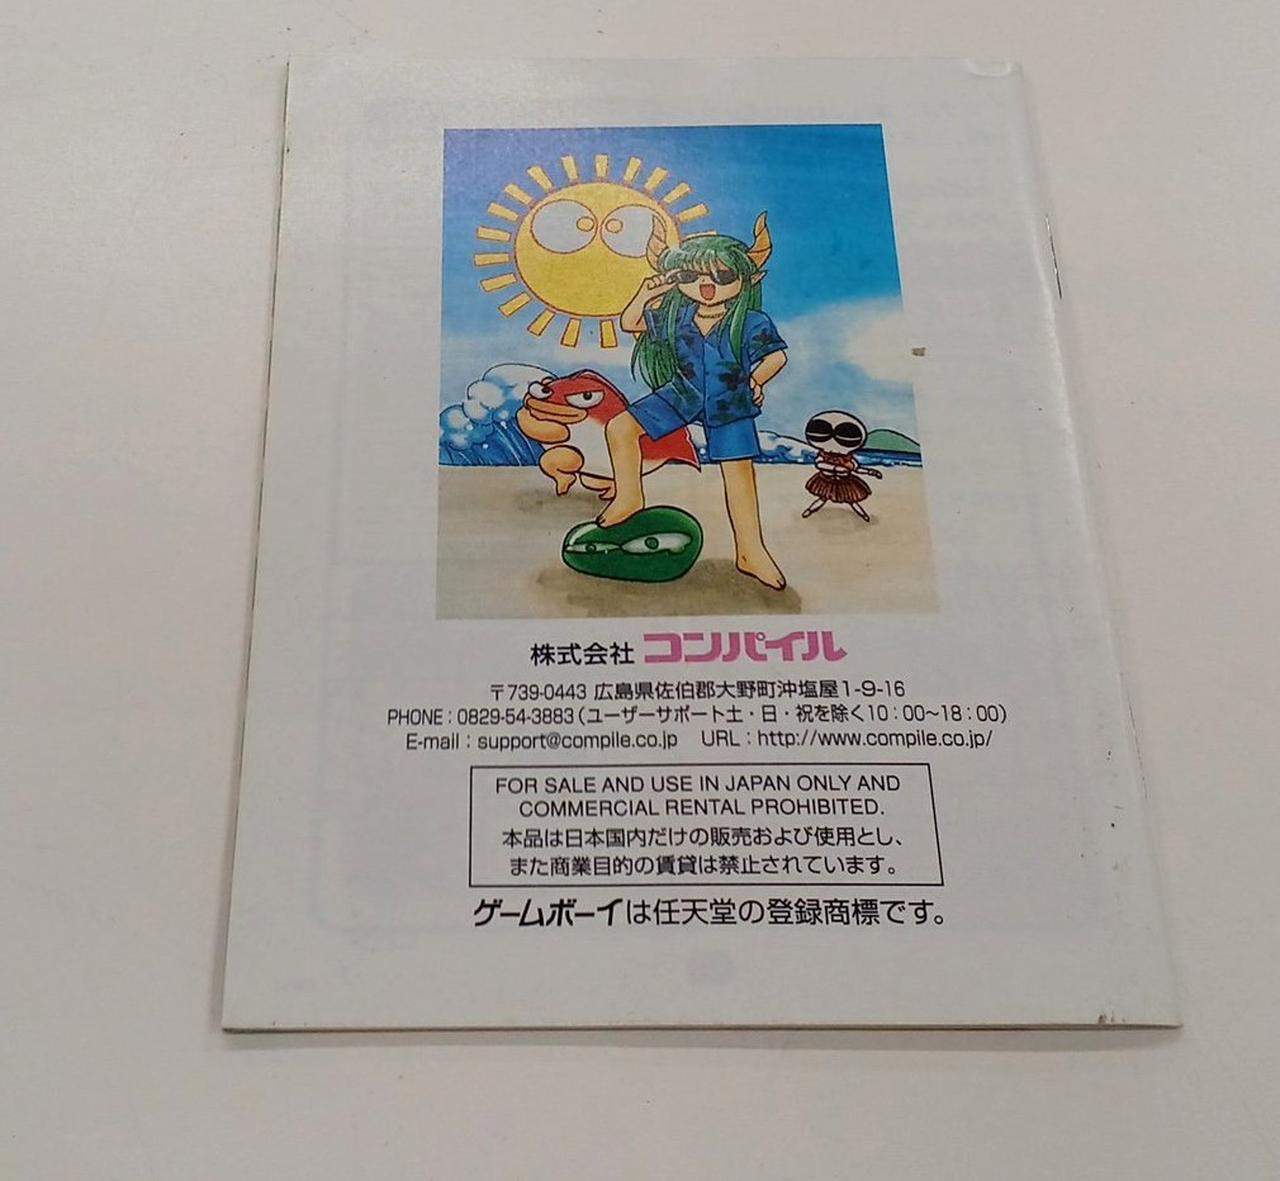 株式会社 コンパイル
〒739-0443 広島県佐伯郡大野町沖塩屋1-9-16
PHONE：0829-54-3883（ユーザーサポート土・日・祝を除く10：00～18：00）
E-mail：support@compile.co.jp　URL：http://www.compile.co.jp/
FOR SALE AND USE IN JAPAN ONLY AND
COMMERCIAL RENTAL PROHIBITED.
本品は日本国内だけの販売および使用とし、
また商業目的の賃貸は禁止されています。
ゲームボーイは任天堂の登録商標です。